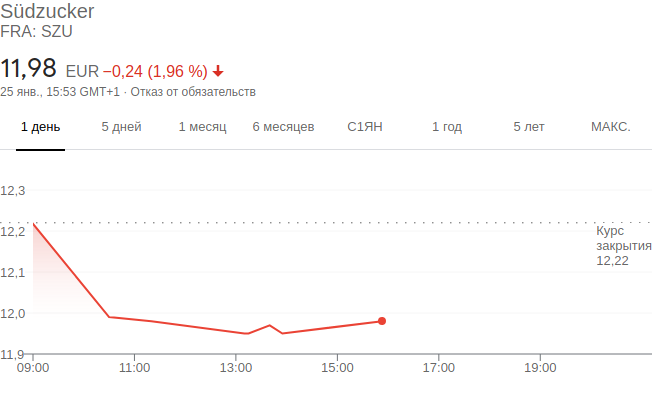 Südzucker
FRA: SZU
11,98 EUR −0,24 (1,96 %)
25 янв., 15:53 GMT+1 · Отказ от обязательств
1 день 5 дней 1 месяц 6 месяцев С1ЯН 1 год 5 лет МАКС.
12,3
12,2
12,1
12,0
11,9
Курс
закрытия
12,22
09:00 11:00 13:00 15:00 17:00 19:00